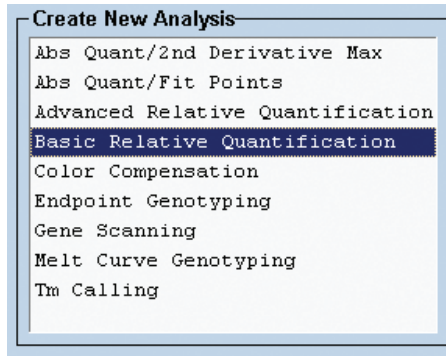 Create New Analysis
Abs Quant/2nd Derivative Max
Abs Quant/Fit Points
Advanced Relative Quantification
Basic Relative Quantification
Color Compensation
Endpoint Genotyping
Gene Scanning
Melt Curve Genotyping
Tm Calling